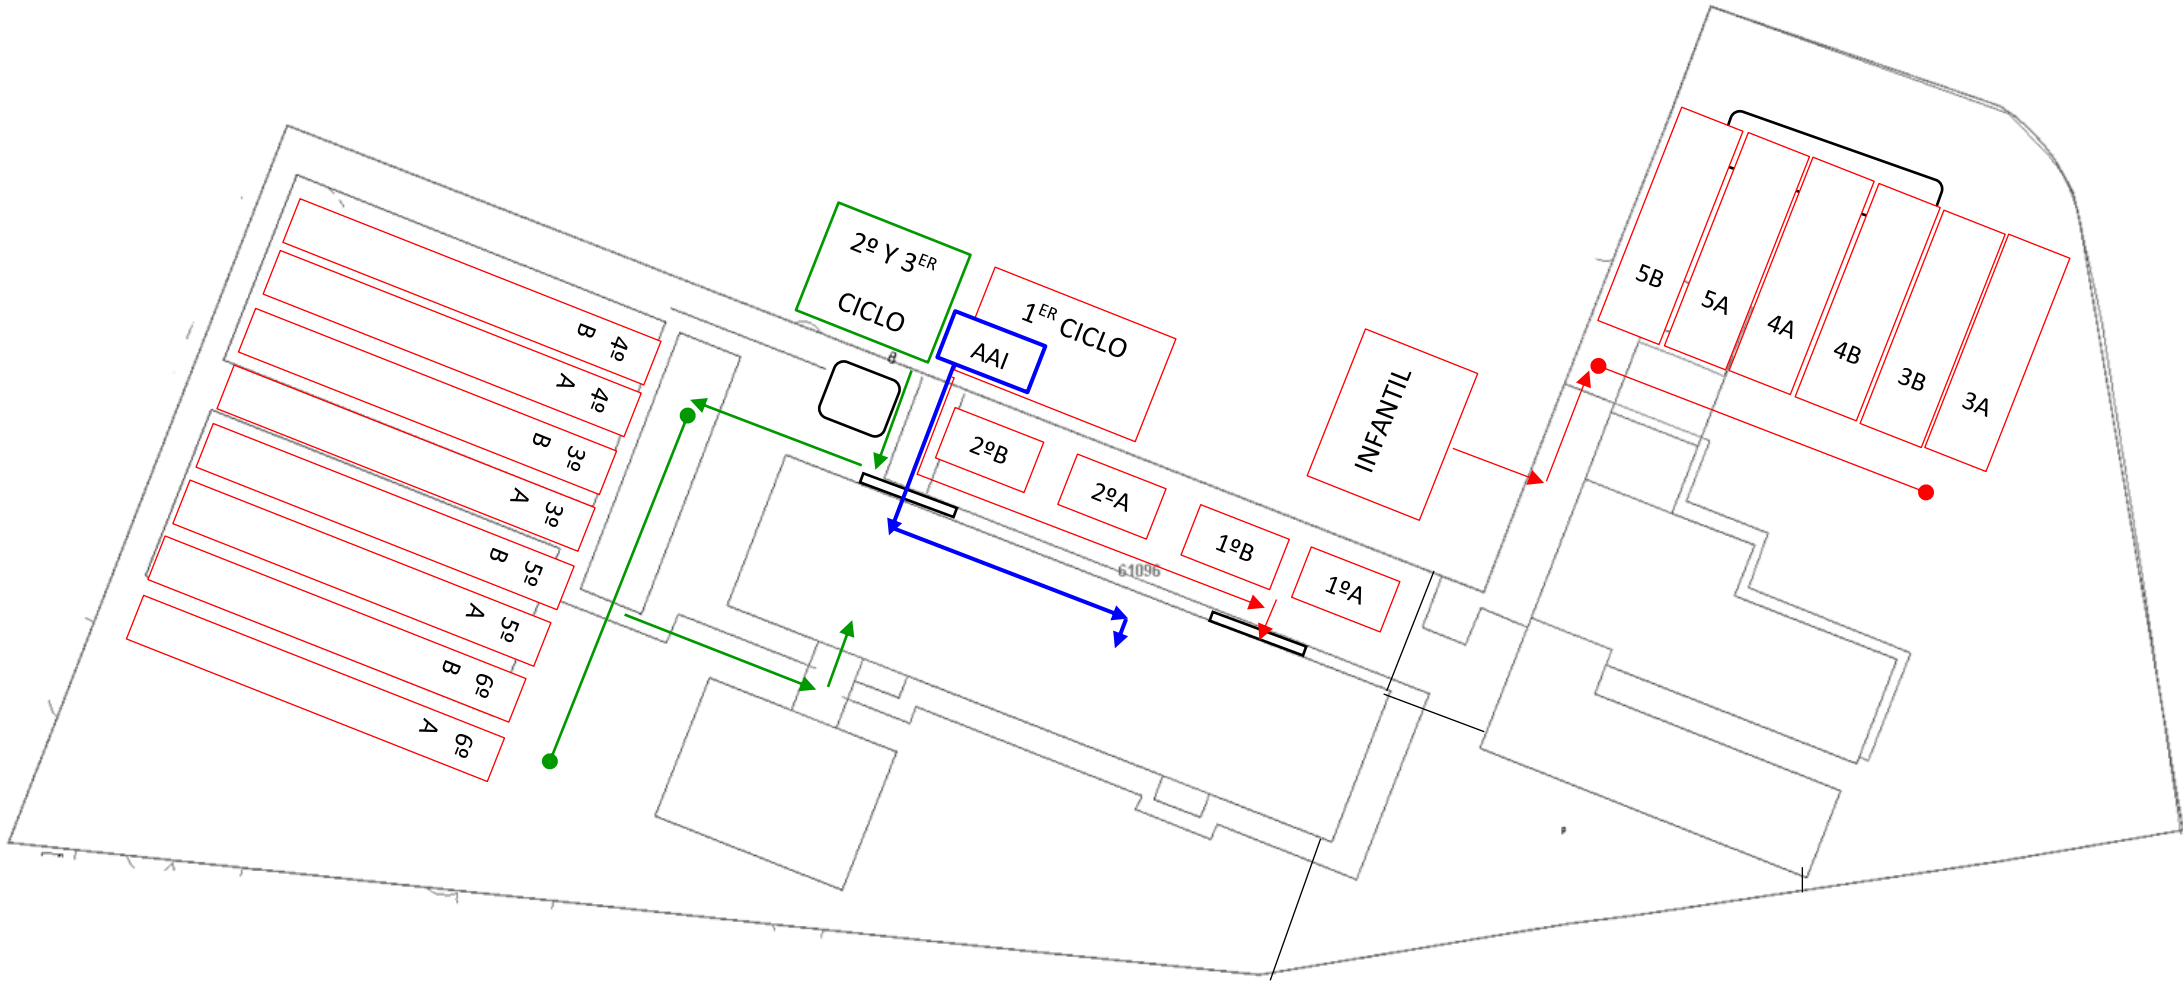 2º Y 3ᴱᴿ
CICLO
1ᴱᴿ CICLO
AAI
8
INFANTIL
5B
5A
4A
4B
3B
3A
2ºB
2ºA
1ºB
1ºA
61096
4º B
4º A
3º B
3º A
5º B
5º A
6º B
6º A